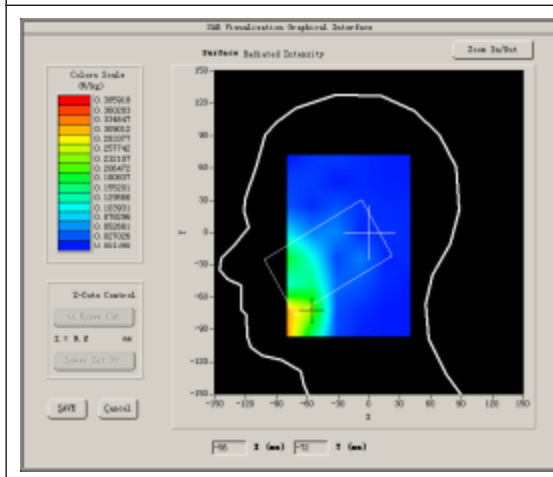 SAR Visualisation Graphical Interface
Surface Radiated Intensity
Zoom In/Out
Colors Scale
(W/kg)
0.385918
0.360283
0.334647
0.309012
0.283377
0.257742
0.232107
0.206472
0.180837
0.155201
0.129566
0.103931
0.078296
0.052661
0.027026
Z-Cuts Control
<< Upper Cut
Lower Cut >>
SAVE
Cancel
150
120
90
60
30
0
-30
-60
-90
-120
-150
Y
-150
-120
-90
-60
-30
0
30
60
90
120
150
X
X (mm)
-72
Y (mm)